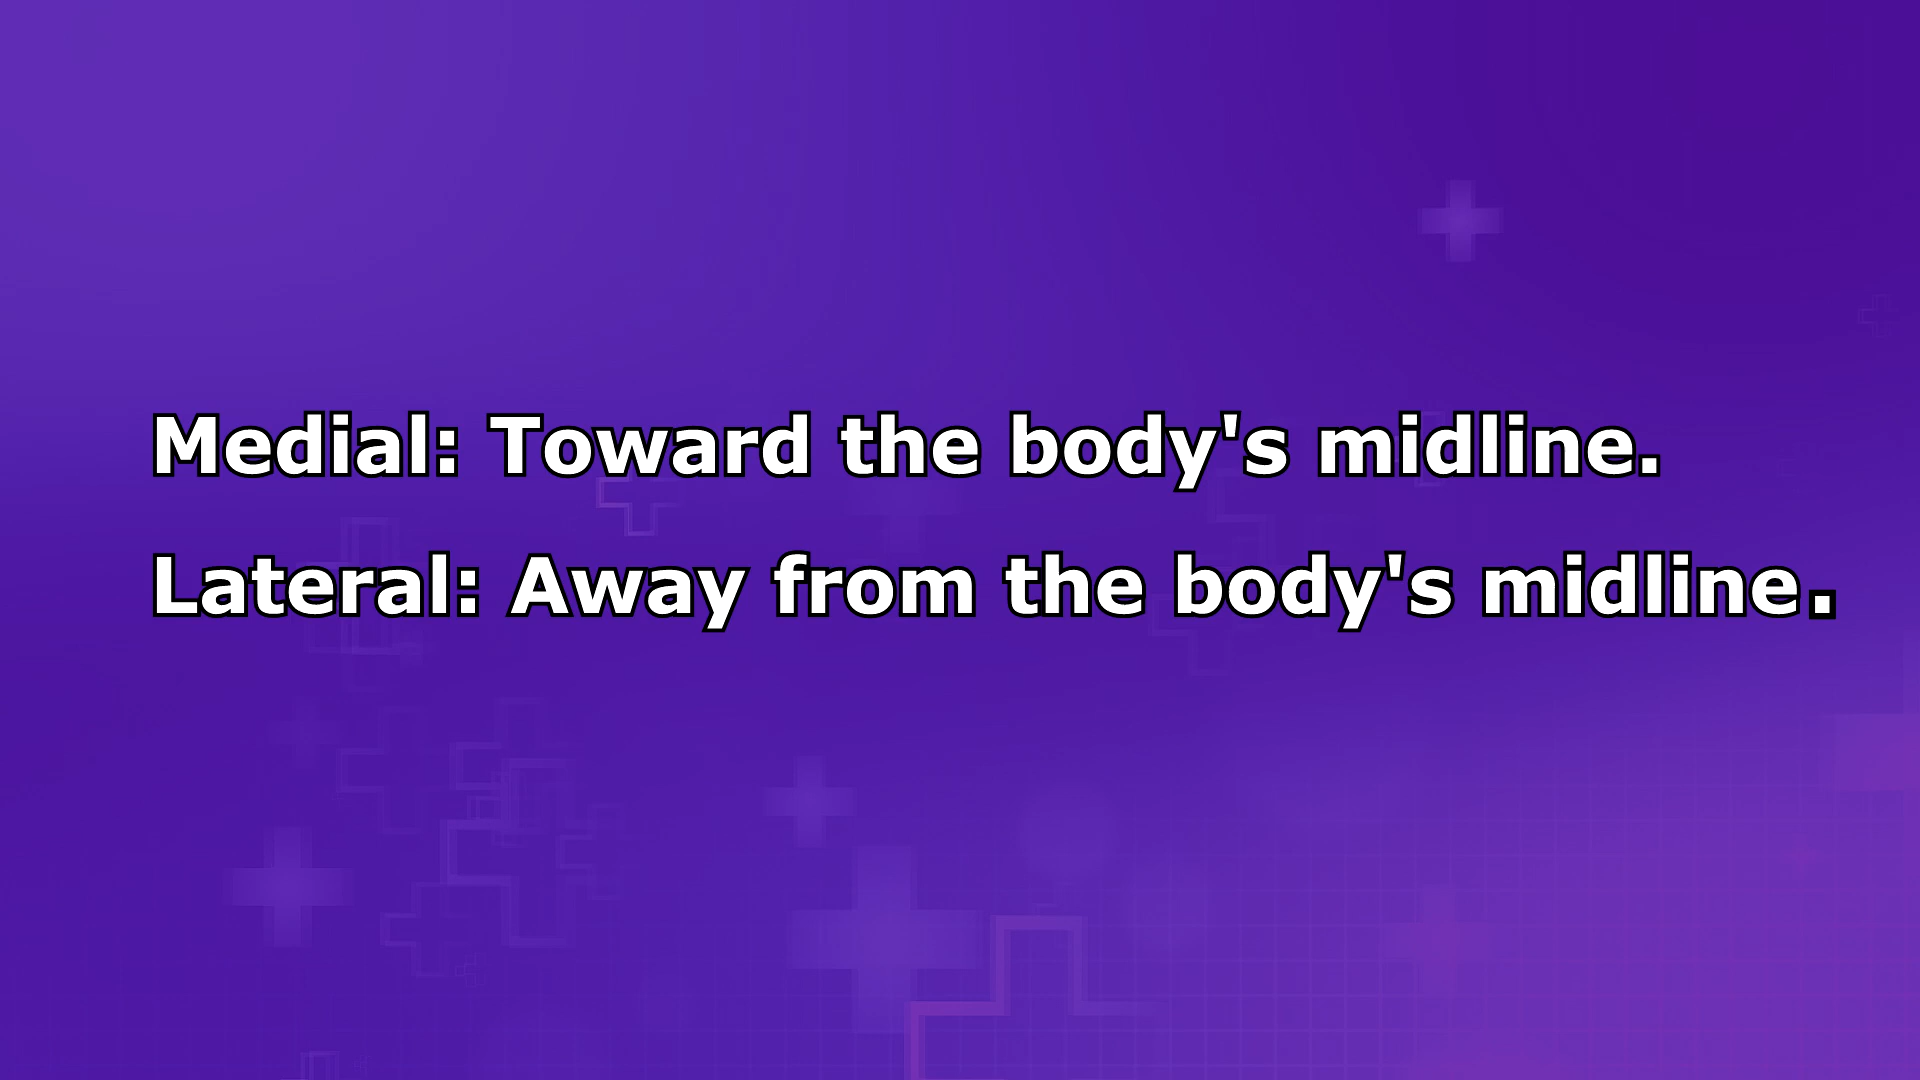 Medial: Toward the body's midline.
Lateral: Away from the body's midline.